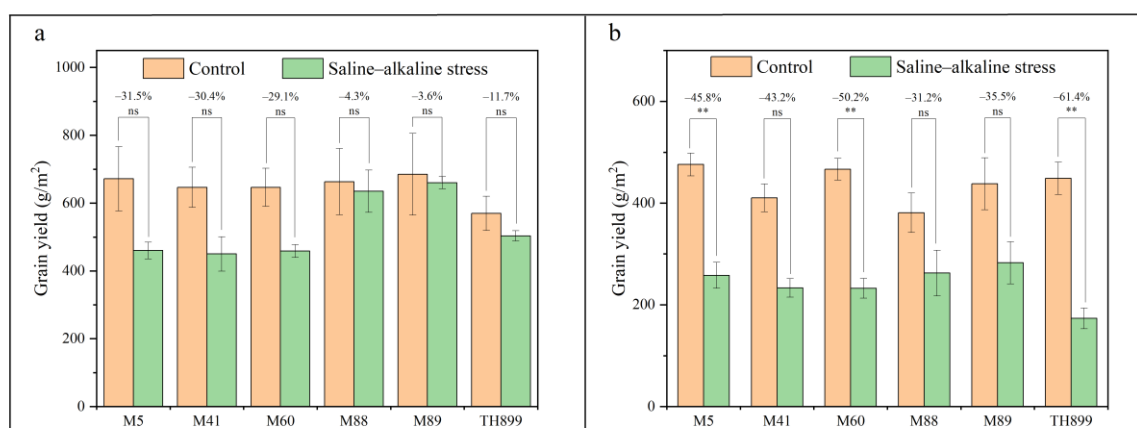 a
1000
800
600
400
200
0
Grain yield (g/m²)
Control
Saline–alkaline stress
–31.5% –30.4% –29.1% –4.3% –3.6% –11.7%
ns ns ns ns ns ns
M5 M41 M60 M88 M89 TH899
b
600
400
200
0
Grain yield (g/m²)
Control
Saline–alkaline stress
–45.8% –43.2% –50.2% –31.2% –35.5% –61.4%
** ns ** ns ns **
M5 M41 M60 M88 M89 TH899